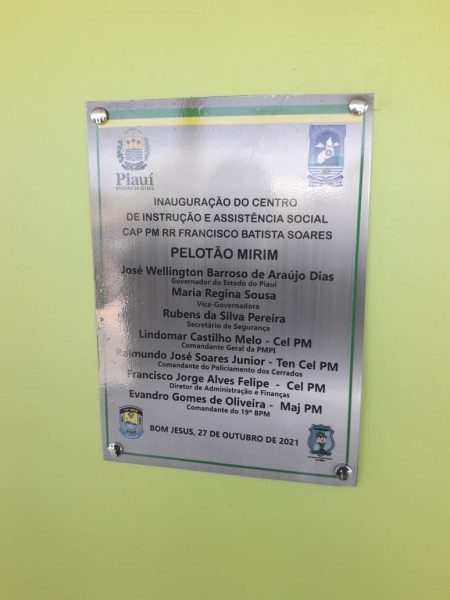 Piauí
GOVERNO DO ESTADO
INAUGURAÇÃO DO CENTRO
DE INSTRUÇÃO E ASSISTÊNCIA SOCIAL
CAP PM RR FRANCISCO BATISTA SOARES
PELOTÃO MIRIM
José Wellington Barroso de Araújo Dias
Governador do Estado do Piauí
Maria Regina Sousa
Vice-Governadora
Rubens da Silva Pereira
Secretário de Segurança
Lindomar Castilho Melo - Cel PM
Comandante Geral da PMPI
Raimundo José Soares Junior - Ten Cel PM
Comandante do Policiamento dos Cerrados
Francisco Jorge Alves Felipe - Cel PM
Diretor de Administração e Finanças
Evandro Gomes de Oliveira - Maj PM
Comandante do 19º BPM
BOM JESUS, 27 DE OUTUBRO DE 2021